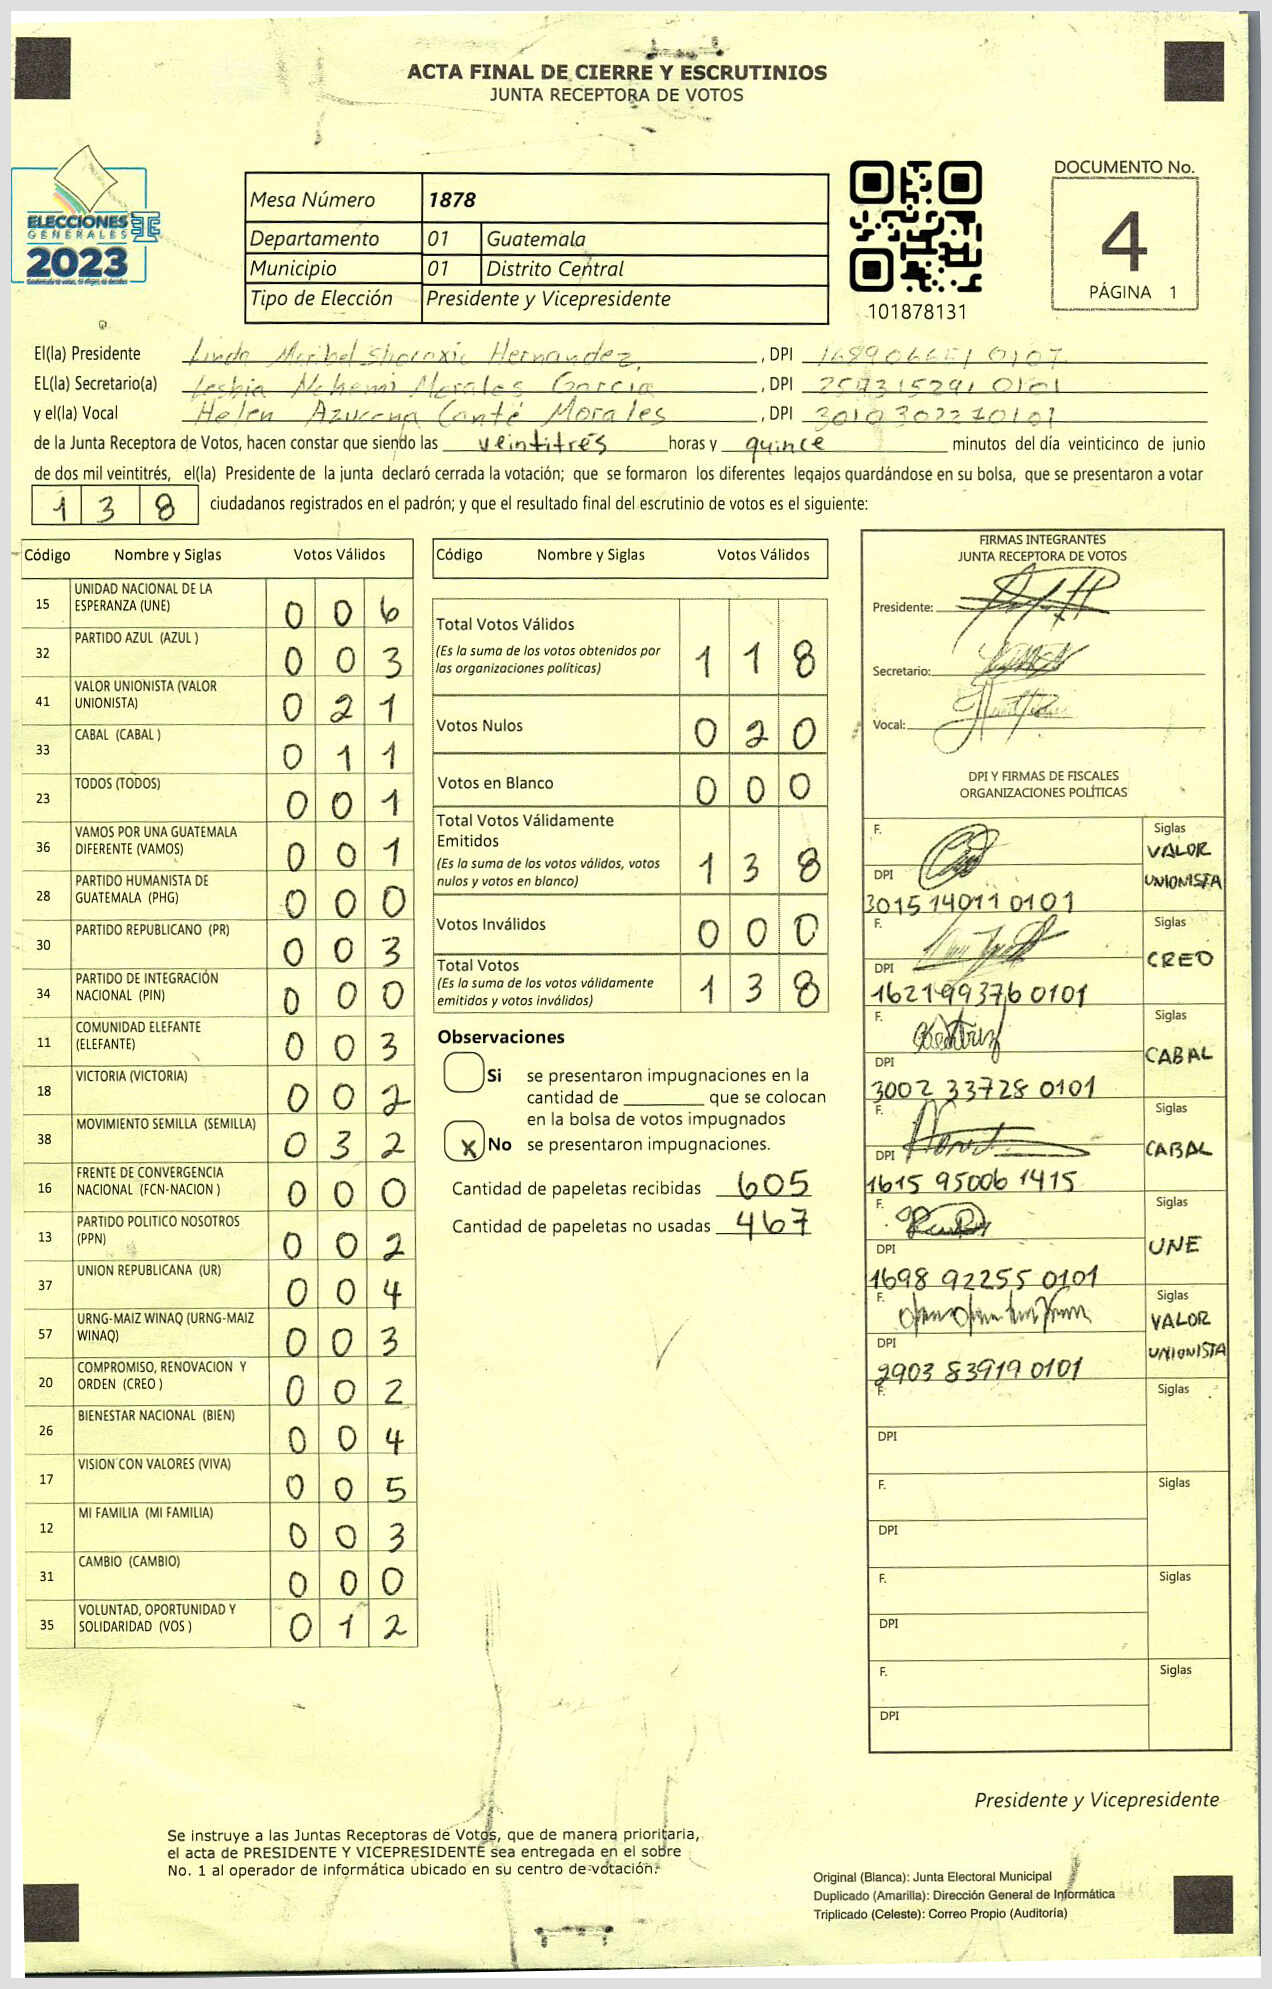 ACTA FINAL DE CIERRE Y ESCRUTINIOS
JUNTA RECEPTORA DE VOTOS
ELECCIONES
GENERALES
2023
Mesa Número 1878
Departamento 01 Guatemala
Municipio 01 Distrito Central
Tipo de Elección Presidente y Vicepresidente
101878131
DOCUMENTO No.
4
PÁGINA 1
El(la) Presidente Linda Maribel Hernandez, , DPI
EL(la) Secretario(a) Lesbia Nohemi Morales Garcia , DPI 257315291 0101
y el(la) Vocal Helen Azucena Canté Morales , DPI 3010302270101
de la Junta Receptora de Votos, hacen constar que siendo las veintitrés horas y quince minutos del día veinticinco de junio
de dos mil veintitrés, el(la) Presidente de la junta declaró cerrada la votación; que se formaron los diferentes legajos guardándose en su bolsa, que se presentaron a votar
1 3 8 ciudadanos registrados en el padrón; y que el resultado final del escrutinio de votos es el siguiente:
Código Nombre y Siglas Votos Válidos
15 UNIDAD NACIONAL DE LA ESPERANZA (UNE) 0 0 6
32 PARTIDO AZUL (AZUL ) 0 0 3
41 VALOR UNIONISTA (VALOR UNIONISTA) 0 2 1
33 CABAL (CABAL ) 0 1 1
23 TODOS (TODOS) 0 0 1
36 VAMOS POR UNA GUATEMALA DIFERENTE (VAMOS) 0 0 1
28 PARTIDO HUMANISTA DE GUATEMALA (PHG) 0 0 0
30 PARTIDO REPUBLICANO (PR) 0 0 3
34 PARTIDO DE INTEGRACIÓN NACIONAL (PIN) 0 0 0
11 COMUNIDAD ELEFANTE (ELEFANTE) 0 0 3
18 VICTORIA (VICTORIA) 0 0 2
38 MOVIMIENTO SEMILLA (SEMILLA) 0 3 2
16 FRENTE DE CONVERGENCIA NACIONAL (FCN-NACION ) 0 0 0
13 PARTIDO POLITICO NOSOTROS (PPN) 0 0 2
37 UNION REPUBLICANA (UR) 0 0 4
57 URNG-MAIZ WINAQ (URNG-MAIZ WINAQ) 0 0 3
20 COMPROMISO, RENOVACION Y ORDEN (CREO ) 0 0 2
26 BIENESTAR NACIONAL (BIEN) 0 0 4
17 VISION CON VALORES (VIVA) 0 0 5
12 MI FAMILIA (MI FAMILIA) 0 0 3
31 CAMBIO (CAMBIO) 0 0 0
35 VOLUNTAD, OPORTUNIDAD Y SOLIDARIDAD (VOS ) 0 1 2
Código Nombre y Siglas Votos Válidos
Total Votos Válidos 1 1 8
(Es la suma de los votos obtenidos por
las organizaciones políticas)
Votos Nulos 0 2 0
Votos en Blanco 0 0 0
Total Votos Válidamente
Emitidos 1 3 8
(Es la suma de los votos válidos, votos
nulos y votos en blanco)
Votos Inválidos 0 0 0
Total Votos 1 3 8
(Es la suma de los votos válidamente
emitidos y votos inválidos)
Observaciones
Si se presentaron impugnaciones en la
cantidad de ________ que se colocan
en la bolsa de votos impugnados
x No se presentaron impugnaciones.
Cantidad de papeletas recibidas 605
Cantidad de papeletas no usadas 467
FIRMAS INTEGRANTES
JUNTA RECEPTORA DE VOTOS
Presidente:
Secretario:
Vocal:
DPI Y FIRMAS DE FISCALES
ORGANIZACIONES POLÍTICAS
F. Siglas VALOR UNIONISTA
DPI 3015 14011 0101
F. Siglas CREO
DPI 1621993760101
F. Siglas CABAL
DPI 3002 33728 0101
F. Siglas CABAL
DPI 1615 95006 1415
F. Siglas UNE
DPI 1698 92255 0101
F. Siglas VALOR UNIONISTA
DPI 2903 83919 0101
F. Siglas
DPI
F. Siglas
DPI
F. Siglas
DPI
F. Siglas
DPI
Presidente y Vicepresidente
Se instruye a las Juntas Receptoras de Votos, que de manera prioritaria,
el acta de PRESIDENTE Y VICEPRESIDENTE sea entregada en el sobre
No. 1 al operador de informática ubicado en su centro de votación.
Original (Blanca): Junta Electoral Municipal
Duplicado (Amarilla): Dirección General de Informática
Triplicado (Celeste): Correo Propio (Auditoría)